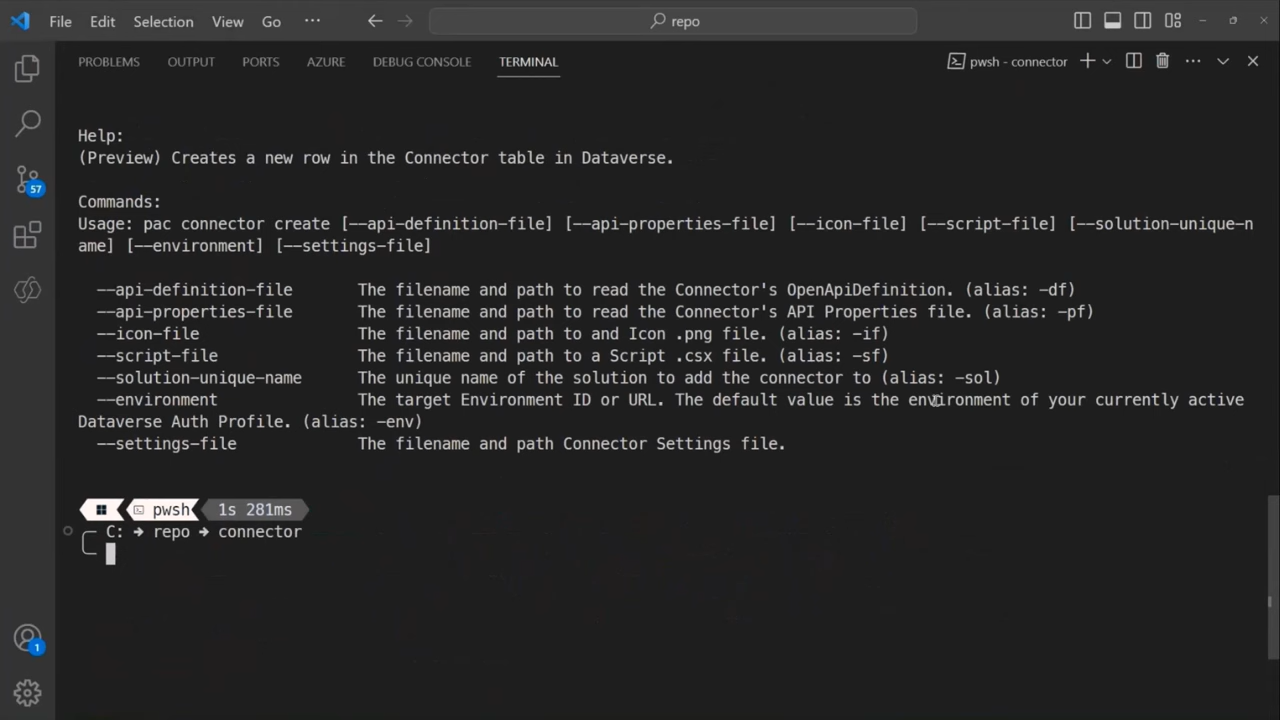 File Edit Selection View Go ··· repo
PROBLEMS OUTPUT PORTS AZURE DEBUG CONSOLE TERMINAL pwsh - connector
Help:
(Preview) Creates a new row in the Connector table in Dataverse.
57
Commands:
Usage: pac connector create [--api-definition-file] [--api-properties-file] [--icon-file] [--script-file] [--solution-unique-n
ame] [--environment] [--settings-file]
--api-definition-file The filename and path to read the Connector's OpenApiDefinition. (alias: -df)
--api-properties-file The filename and path to read the Connector's API Properties file. (alias: -pf)
--icon-file The filename and path to and Icon .png file. (alias: -if)
--script-file The filename and path to a Script .csx file. (alias: -sf)
--solution-unique-name The unique name of the solution to add the connector to (alias: -sol)
--environment The target Environment ID or URL. The default value is the environment of your currently active
Dataverse Auth Profile. (alias: -env)
--settings-file The filename and path Connector Settings file.
pwsh 1s 281ms
C: → repo → connector
1